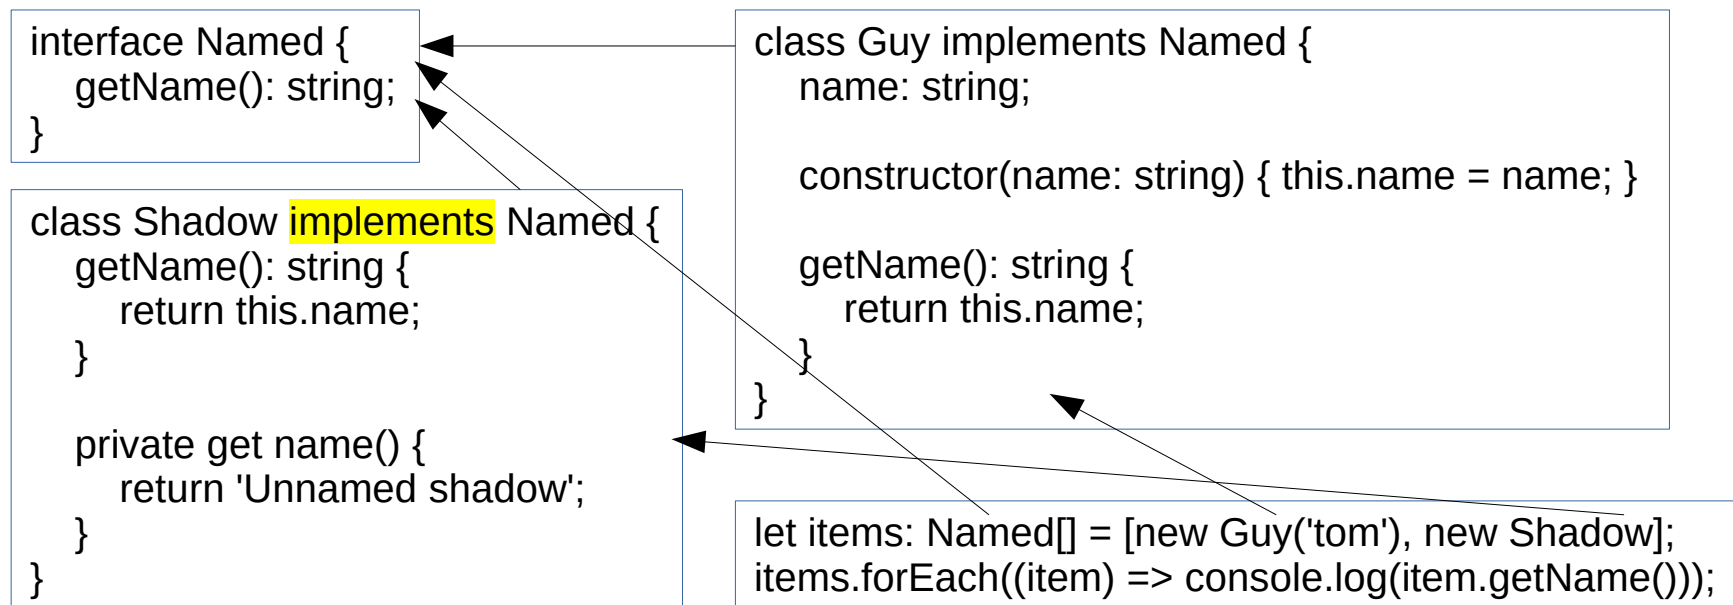 interface Named {
getName(): string;
}
class Shadow implements Named {
getName(): string {
return this.name;
}
private get name() {
return 'Unnamed shadow';
}
}
class Guy implements Named {
name: string;
constructor(name: string) { this.name = name; }
getName(): string {
return this.name;
}
}
let items: Named[] = [new Guy('tom'), new Shadow];
items.forEach((item) => console.log(item.getName()));